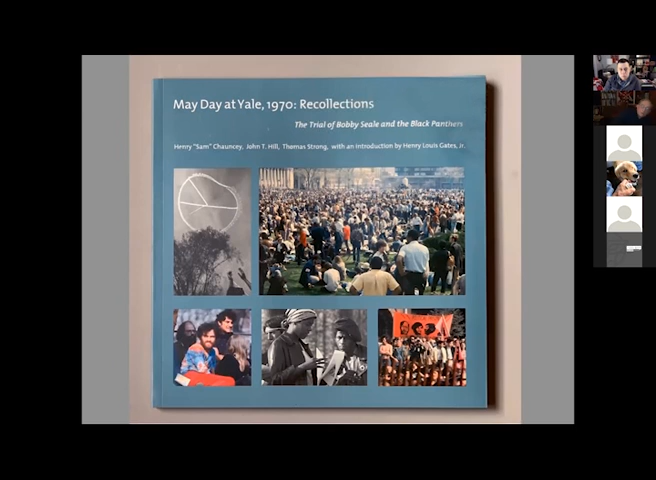 May Day at Yale, 1970: Recollections
The Trial of Bobby Seale and the Black Panthers
Henry "Sam" Chauncey, John T. Hill, Thomas Strong, with an introduction by Henry Louis Gates, Jr.